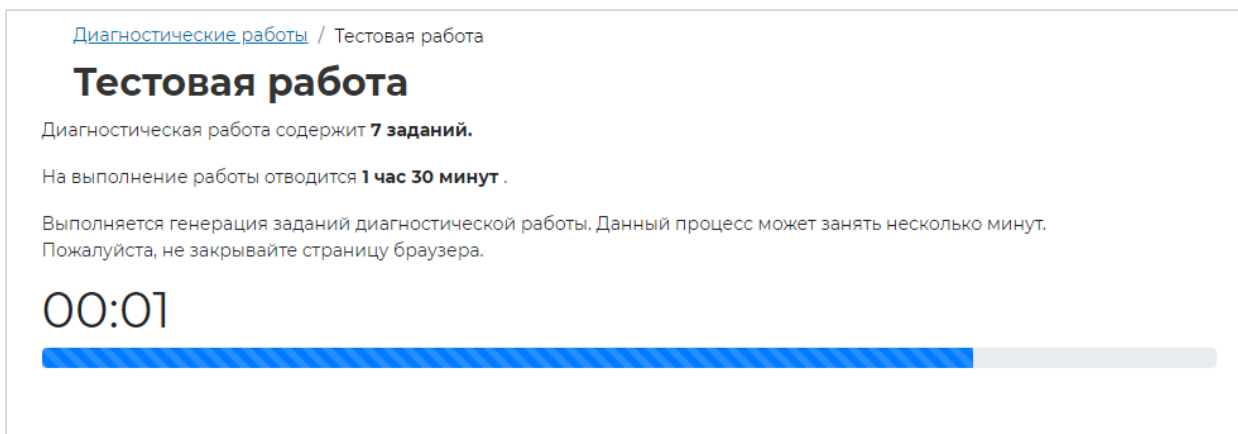 Диагностические работы / Тестовая работа
Тестовая работа
Диагностическая работа содержит 7 заданий.
На выполнение работы отводится 1 час 30 минут .
Выполняется генерация заданий диагностической работы. Данный процесс может занять несколько минут.
Пожалуйста, не закрывайте страницу браузера.
00:01